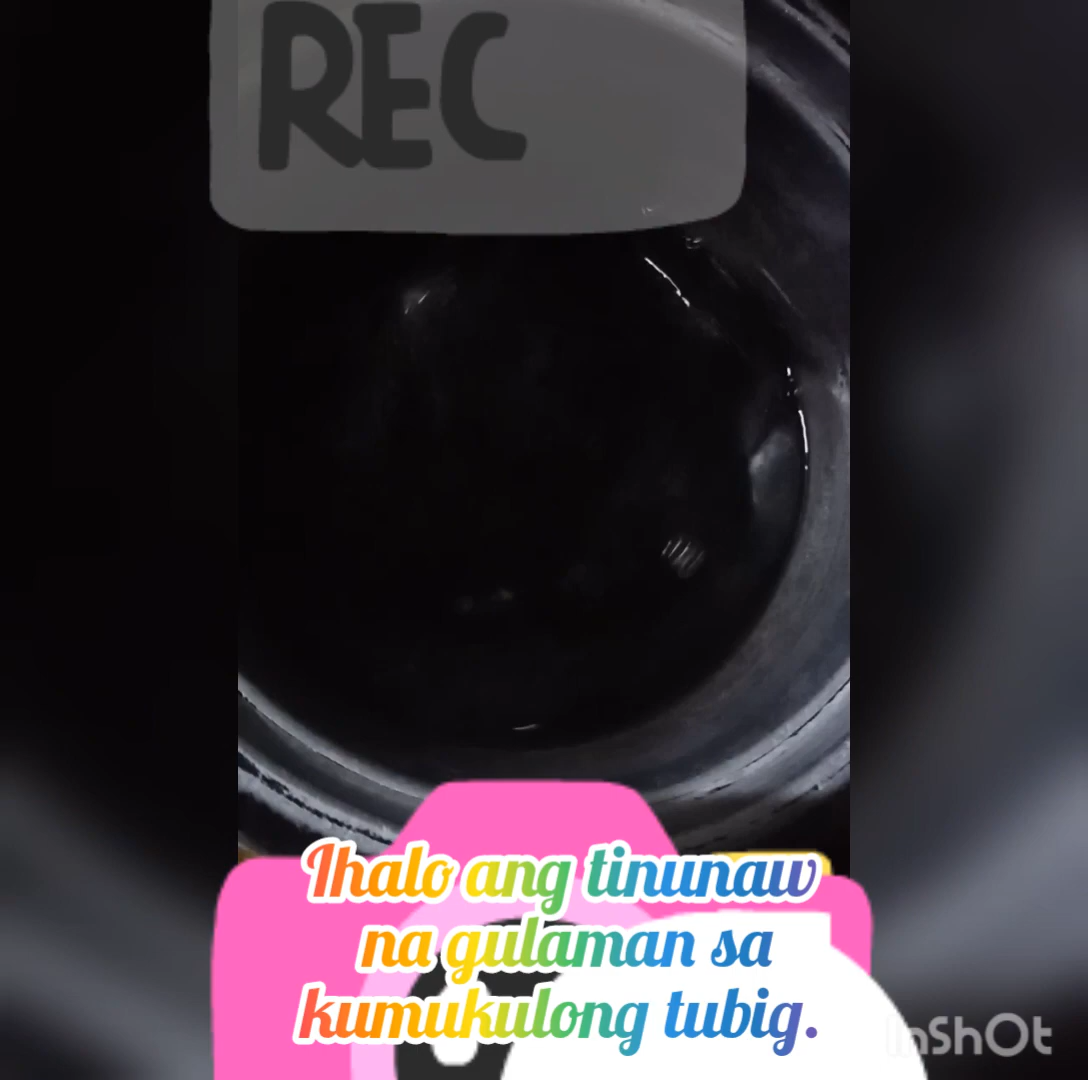 REC
Ihalo ang tinunaw
na gulaman sa
kumukulong tubig.
InShOt